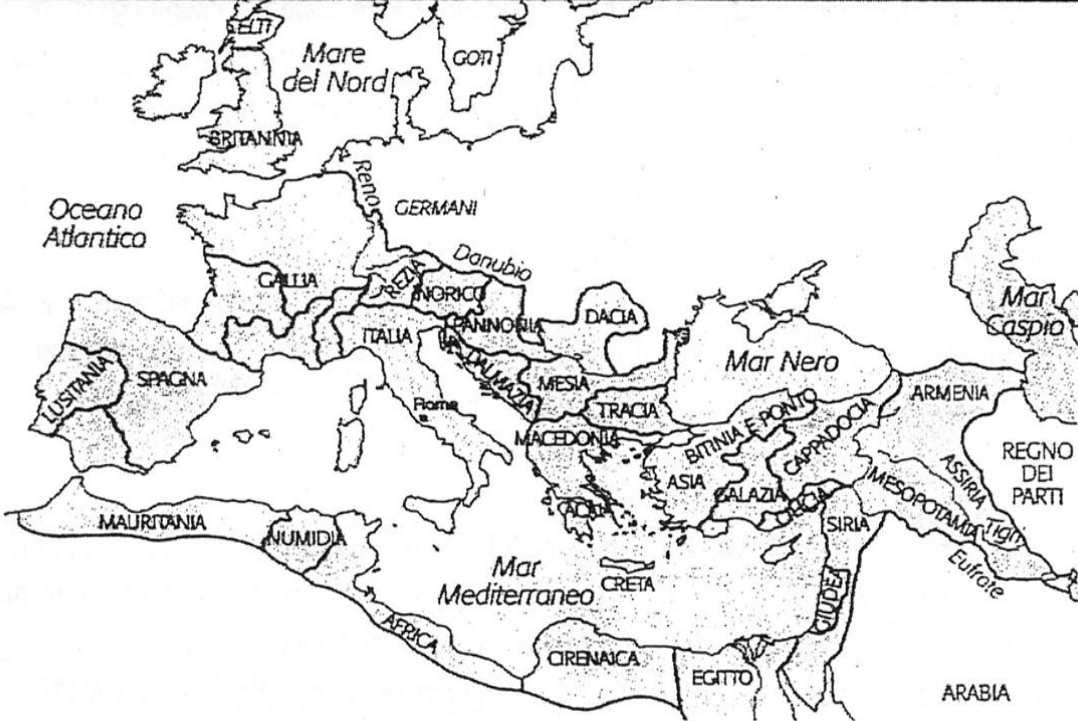 CELTI
Mare
del Nord
GOTI
BRITANNIA
Reno
GERMANI
Oceano
Atlantico
Danubio
GALLIA
REZIA
NORICO
Mar
Caspio
DACIA
PANNONIA
ITALIA
Mar Nero
DALMAZIA
MESIA
ARMENIA
LUSITANIA
SPAGNA
Roma
TRACIA
BITINIA E PONTO
CAPPADOCIA
MACEDONIA
REGNO
DEI
PARTI
ASIA
GALAZIA
ASSIRIA
MESOPOTAMIA
ACAIA
SIRIA
Tigri
MAURITANIA
NUMIDIA
Eufrate
Mar
Mediterraneo
CRETA
GIUDEA
AFRICA
CIRENAICA
EGITTO
ARABIA